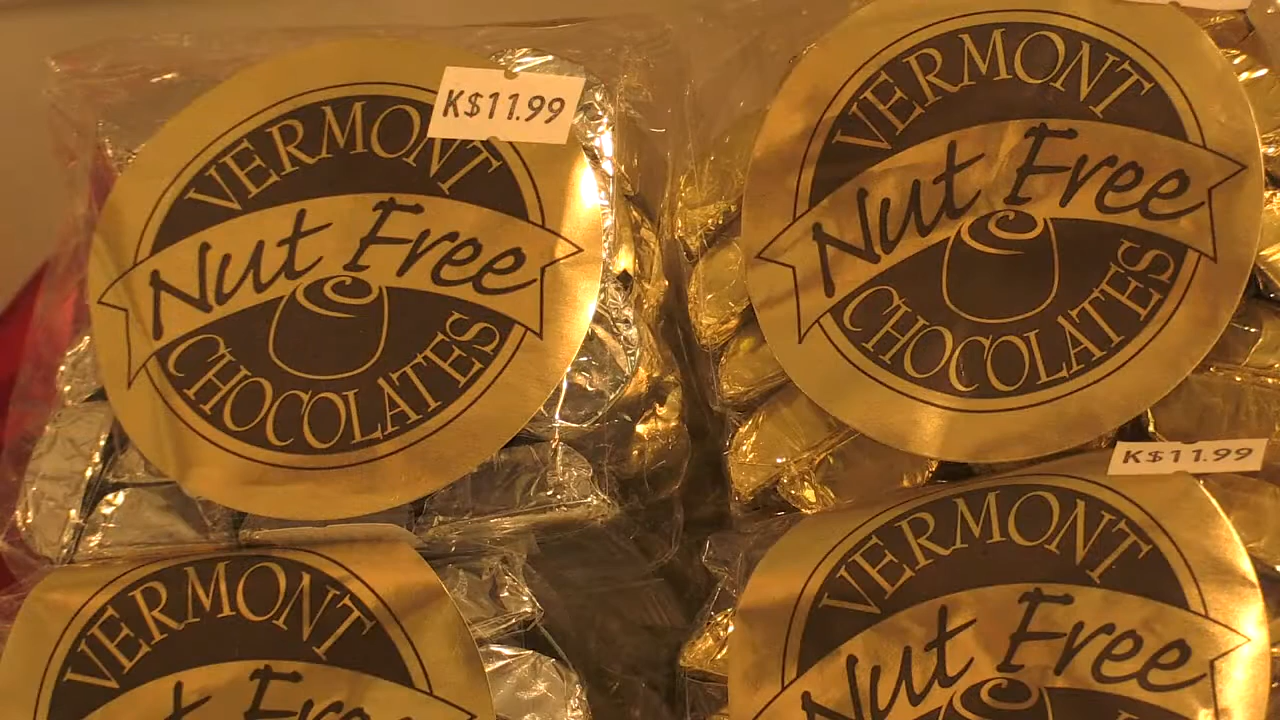 K$11.99
VERMONT
Nut Free
CHOCOLATES
VERMONT
Nut Free
CHOCOLATES
K$11.99
VERMONT
VERMONT
Nut Free